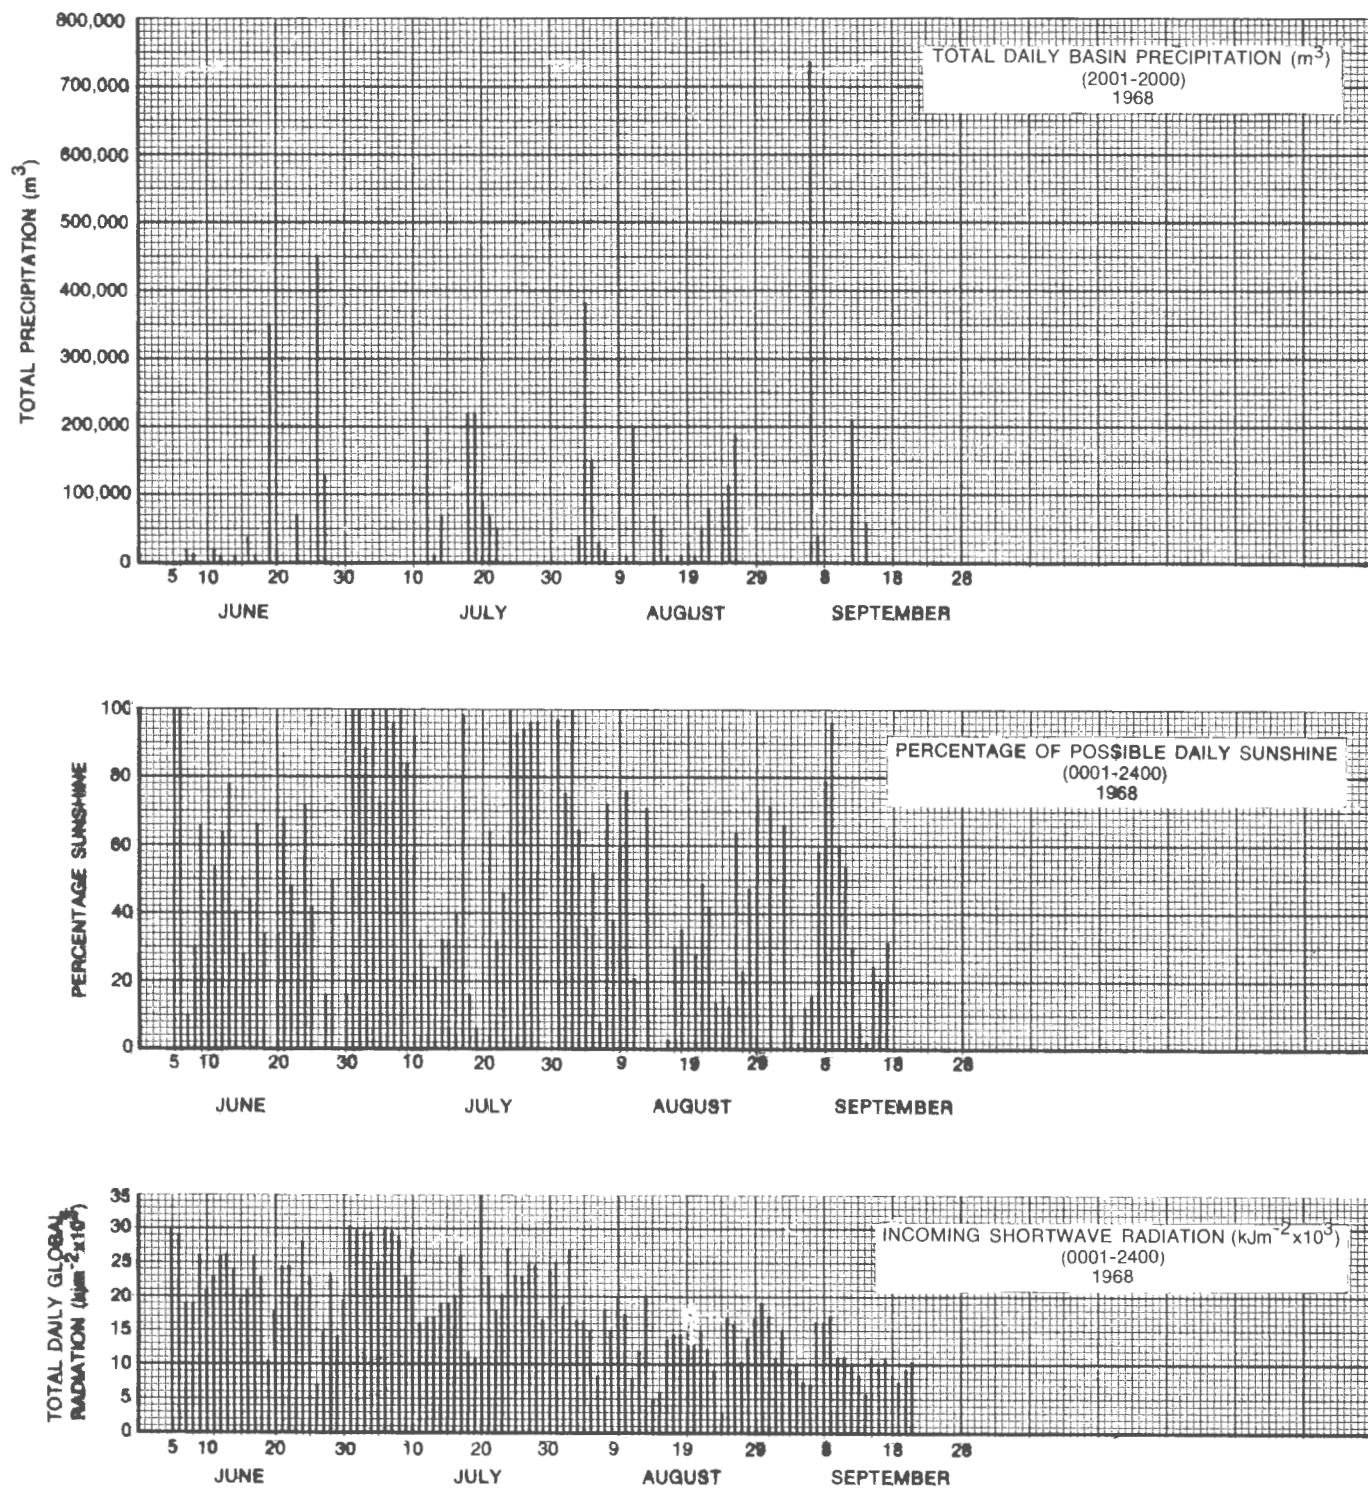 800,000
700,000
600,000
500,000
400,000
300,000
200,000
100,000
0
TOTAL PRECIPITATION (m³)
TOTAL DAILY BASIN PRECIPITATION (m³)
(2001-2000)
1968
5 10 20 30 10 20 30 9 19 29 8 18 28
JUNE JULY AUGUST SEPTEMBER
100
80
60
40
20
0
PERCENTAGE SUNSHINE
PERCENTAGE OF POSSIBLE DAILY SUNSHINE
(0001-2400)
1968
5 10 20 30 10 20 30 9 19 29 8 18 28
JUNE JULY AUGUST SEPTEMBER
35
30
25
20
15
10
5
0
TOTAL DAILY GLOBAL
RADIATION (kjm⁻²x10³)
INCOMING SHORTWAVE RADIATION (kJm⁻²x10³)
(0001-2400)
1968
5 10 20 30 10 20 30 9 19 29 8 18 28
JUNE JULY AUGUST SEPTEMBER